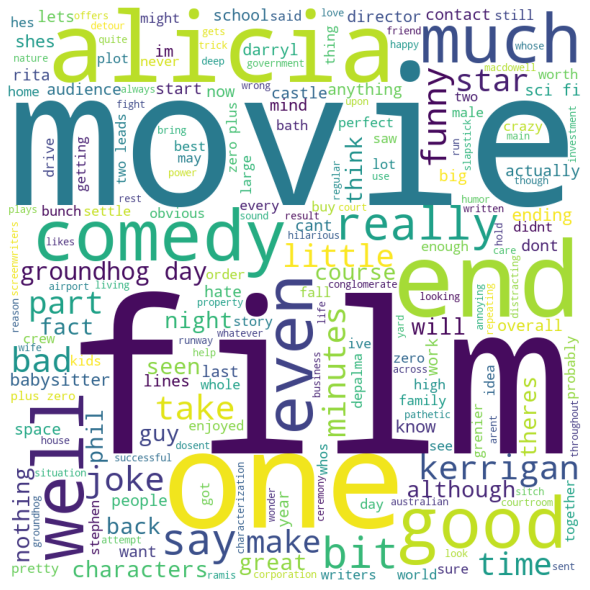 offers
hes
lets
alicia
school
said
director
much
gets
detour
quite
trick
deep
might
contact
still
nature
shes
plot
never
im
darryl
star
love
thing
whose
rita
government
friend
happy
macdowell
audience
start
now
mind
castle
anything
worth
home
movie
funny
sci fi
two
drive
getting
two leads
always
fight
wrong
upon
bath
perfect
male
crazy
best
bring
zero plus
saw
run
main
slapstick
investment
may
power
rest
large
think
lot
regular
use
big
actually
though
bunch
settle
every
buy
ending
plays
obvious
sound
result
court
humor
written
comedy
cant
really
didnt
likes
hilarious
enough
hold
dont
screenwriters
little
care
looking
groundhog day
order
course
end
airport
living
hate
fall
conglomerate
annoying
repeating
distracting
reason
part
property
night
story
will
overall
crew
runway
fact
whatever
help
life
ive
zero
yard
probably
wife
bad
kids
seen
last
business
minutes
depalma
across
work
idea
theres
plus zero
babysitter
lines
whole
high
family
pathetic
grenier
arent
throughout
film
even
space
house
phil
take
enjoyed
whos
know
see
well
guy
dosent
successful
one
kerrigan
nothing
situation
joke
got
characterization
wonder
ceremony
year
day
although
australian
sitch
courtroom
together
stephen
people
back
say
make
good
groundhog
attempt
want
bit
time
look
pretty
characters
great
writers
world
sure
ramis
corporation
sent